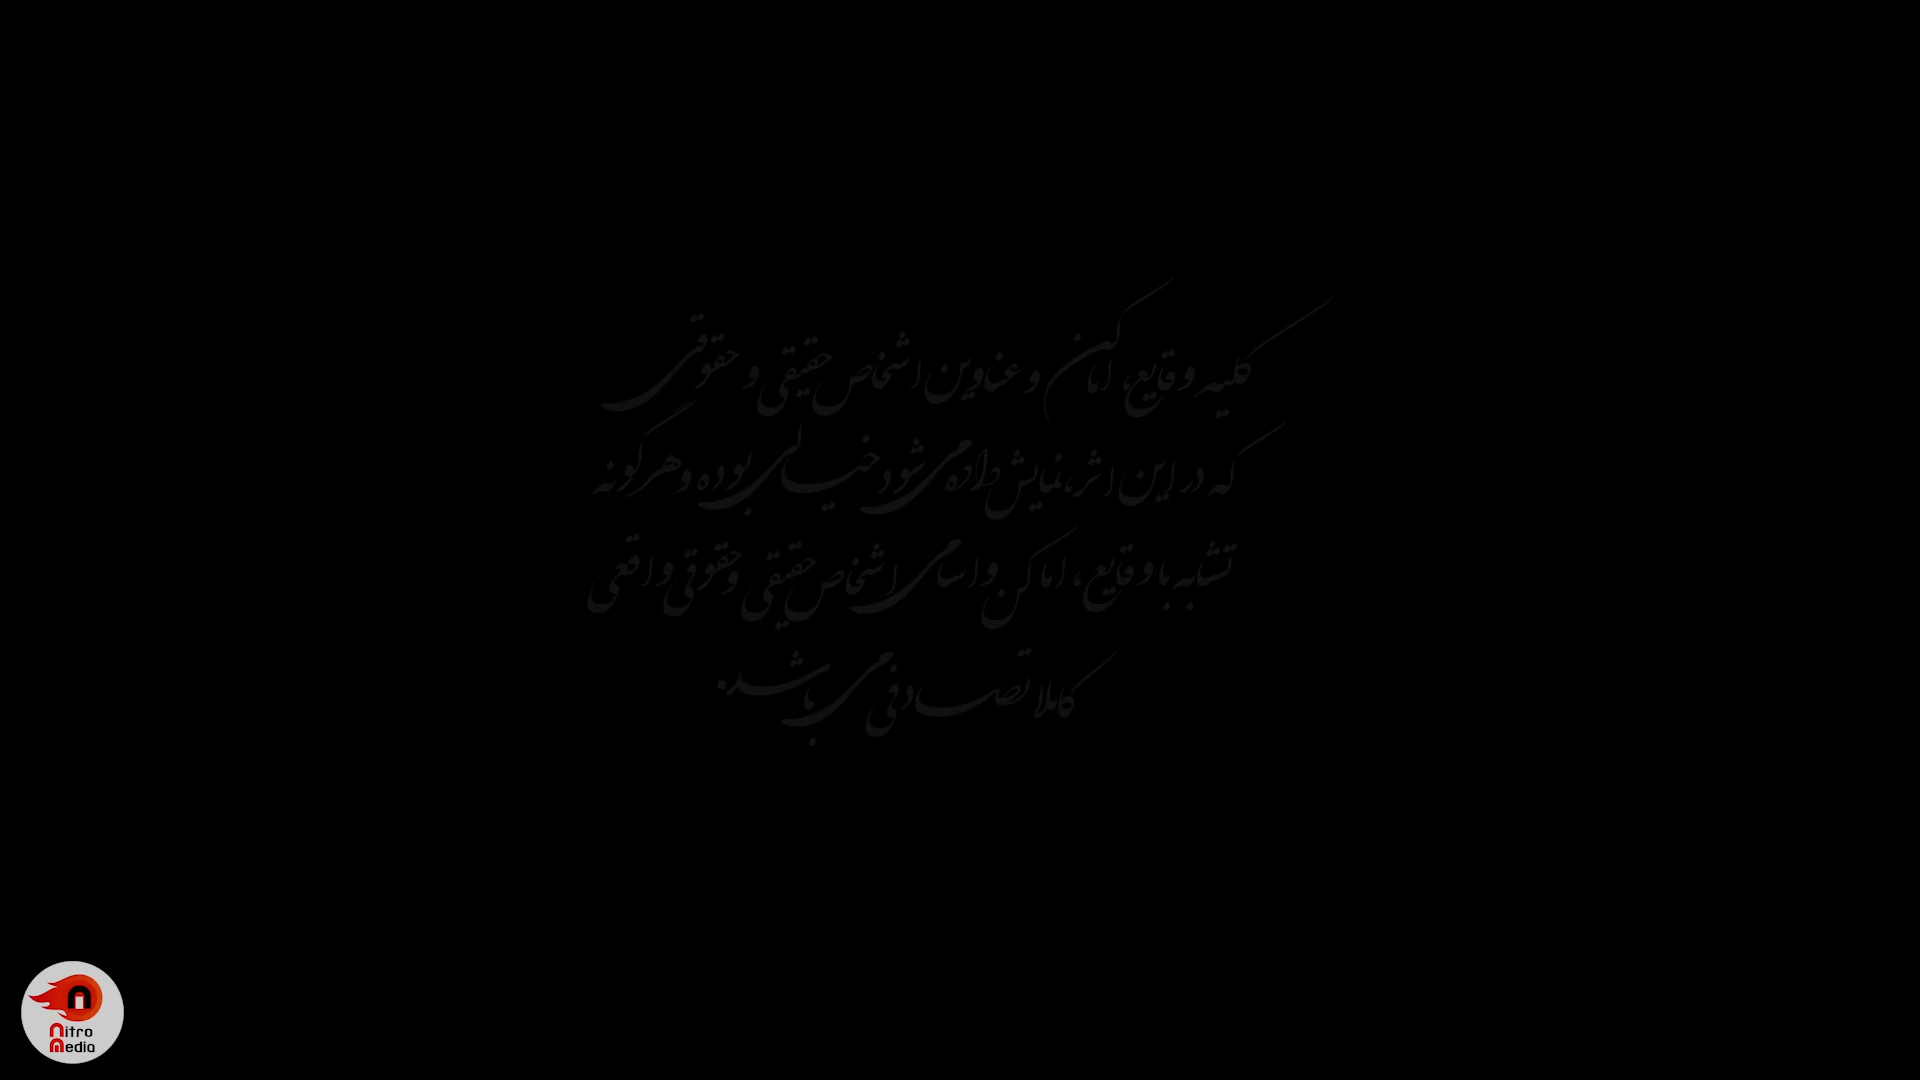 کلیه وقایع، اماکن و عناوین اشخاص حقیقی و حقوقی
که در این اثر، نمایش داده می شود خیالی بوده و هرگونه
تشابه با وقایع، اماکن و اسامی اشخاص حقیقی و حقوقی واقعی
کاملا تصادفی می باشد.
nitro
media